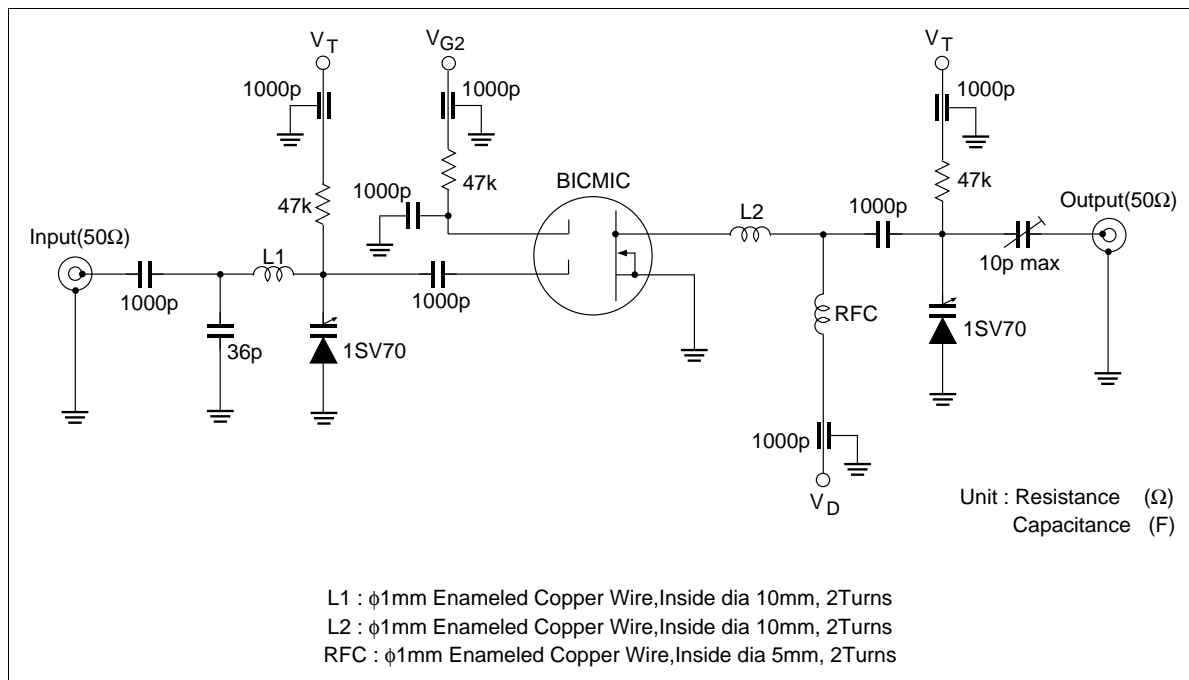 V_T
V_G2
V_T
1000p
1000p
1000p
BICMIC
47k
1000p
47k
47k
L2
1000p
Output(50Ω)
Input(50Ω)
L1
10p max
1000p
1000p
RFC
1SV70
36p
1SV70
1000p
V_D
Unit : Resistance (Ω)
Capacitance (F)
L1 : ϕ1mm Enameled Copper Wire,Inside dia 10mm, 2Turns
L2 : ϕ1mm Enameled Copper Wire,Inside dia 10mm, 2Turns
RFC : ϕ1mm Enameled Copper Wire,Inside dia 5mm, 2Turns